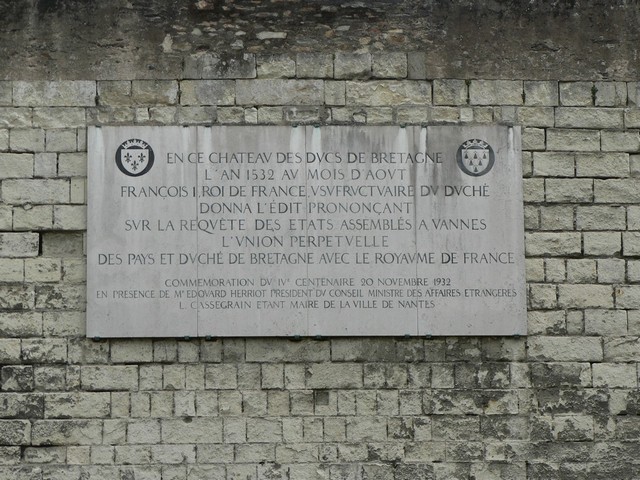 EN CE CHATEAV DES DVCS DE BRETAGNE
L'AN 1532 AV MOIS D'AOVT
FRANÇOIS I, ROI DE FRANCE VSVFRVCTVAIRE DV DVCHÉ
DONNA L'ÉDIT PRONONÇANT
SVR LA REQVÊTE DES ETATS ASSEMBLÉS A VANNES
L'VNION PERPETVELLE
DES PAYS ET DVCHÉ DE BRETAGNE AVEC LE ROYAVME DE FRANCE
COMMEMORATION DV IVᵉ CENTENAIRE 20 NOVEMBRE 1932
EN PRESENCE DE Mʳ EDOVARD HERRIOT PRESIDENT DV CONSEIL MINISTRE DES AFFAIRES ETRANGERES
L. CASSEGRAIN ETANT MAIRE DE LA VILLE DE NANTES